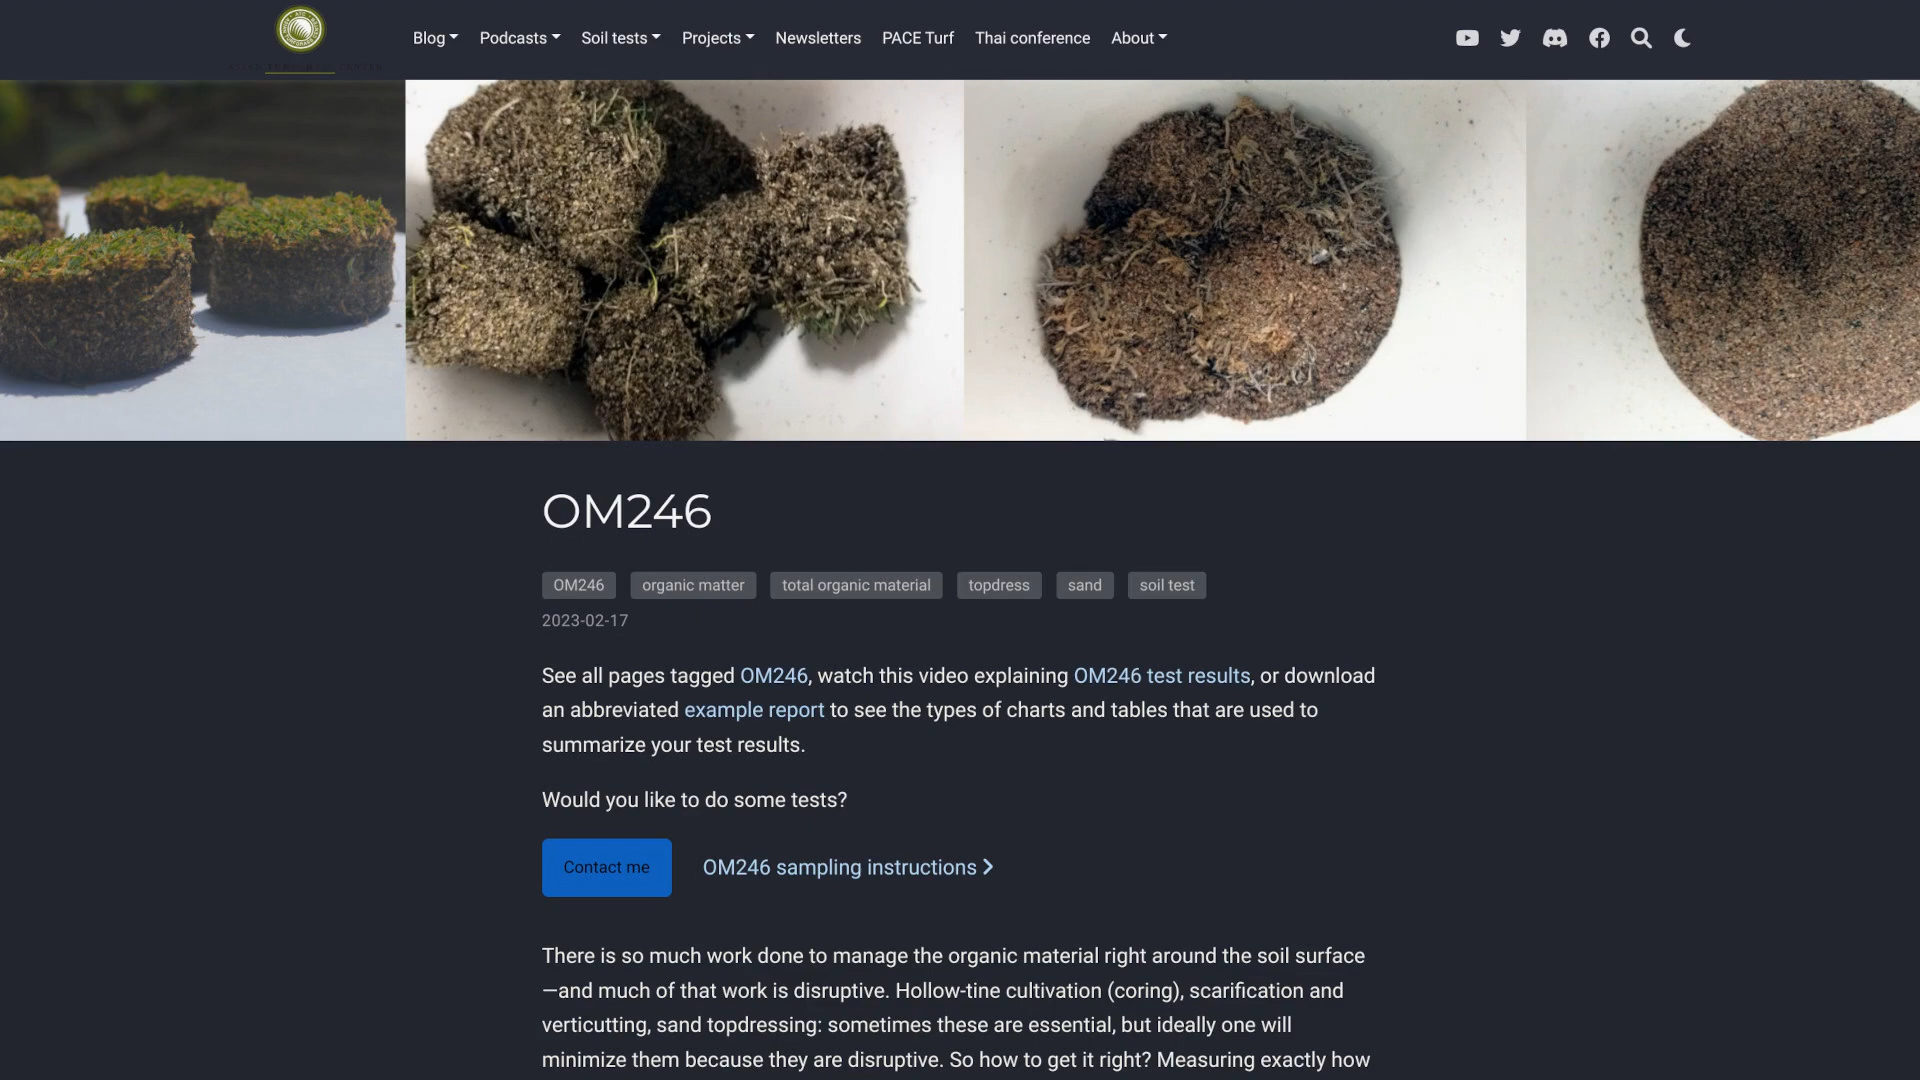 Blog Podcasts Soil tests Projects Newsletters PACE Turf Thai conference About
OM246
OM246 organic matter total organic material topdress sand soil test
2023-02-17
See all pages tagged OM246, watch this video explaining OM246 test results, or download
an abbreviated example report to see the types of charts and tables that are used to
summarize your test results.
Would you like to do some tests?
Contact me OM246 sampling instructions
There is so much work done to manage the organic material right around the soil surface
—and much of that work is disruptive. Hollow-tine cultivation (coring), scarification and
verticutting, sand topdressing: sometimes these are essential, but ideally one will
minimize them because they are disruptive. So how to get it right? Measuring exactly how